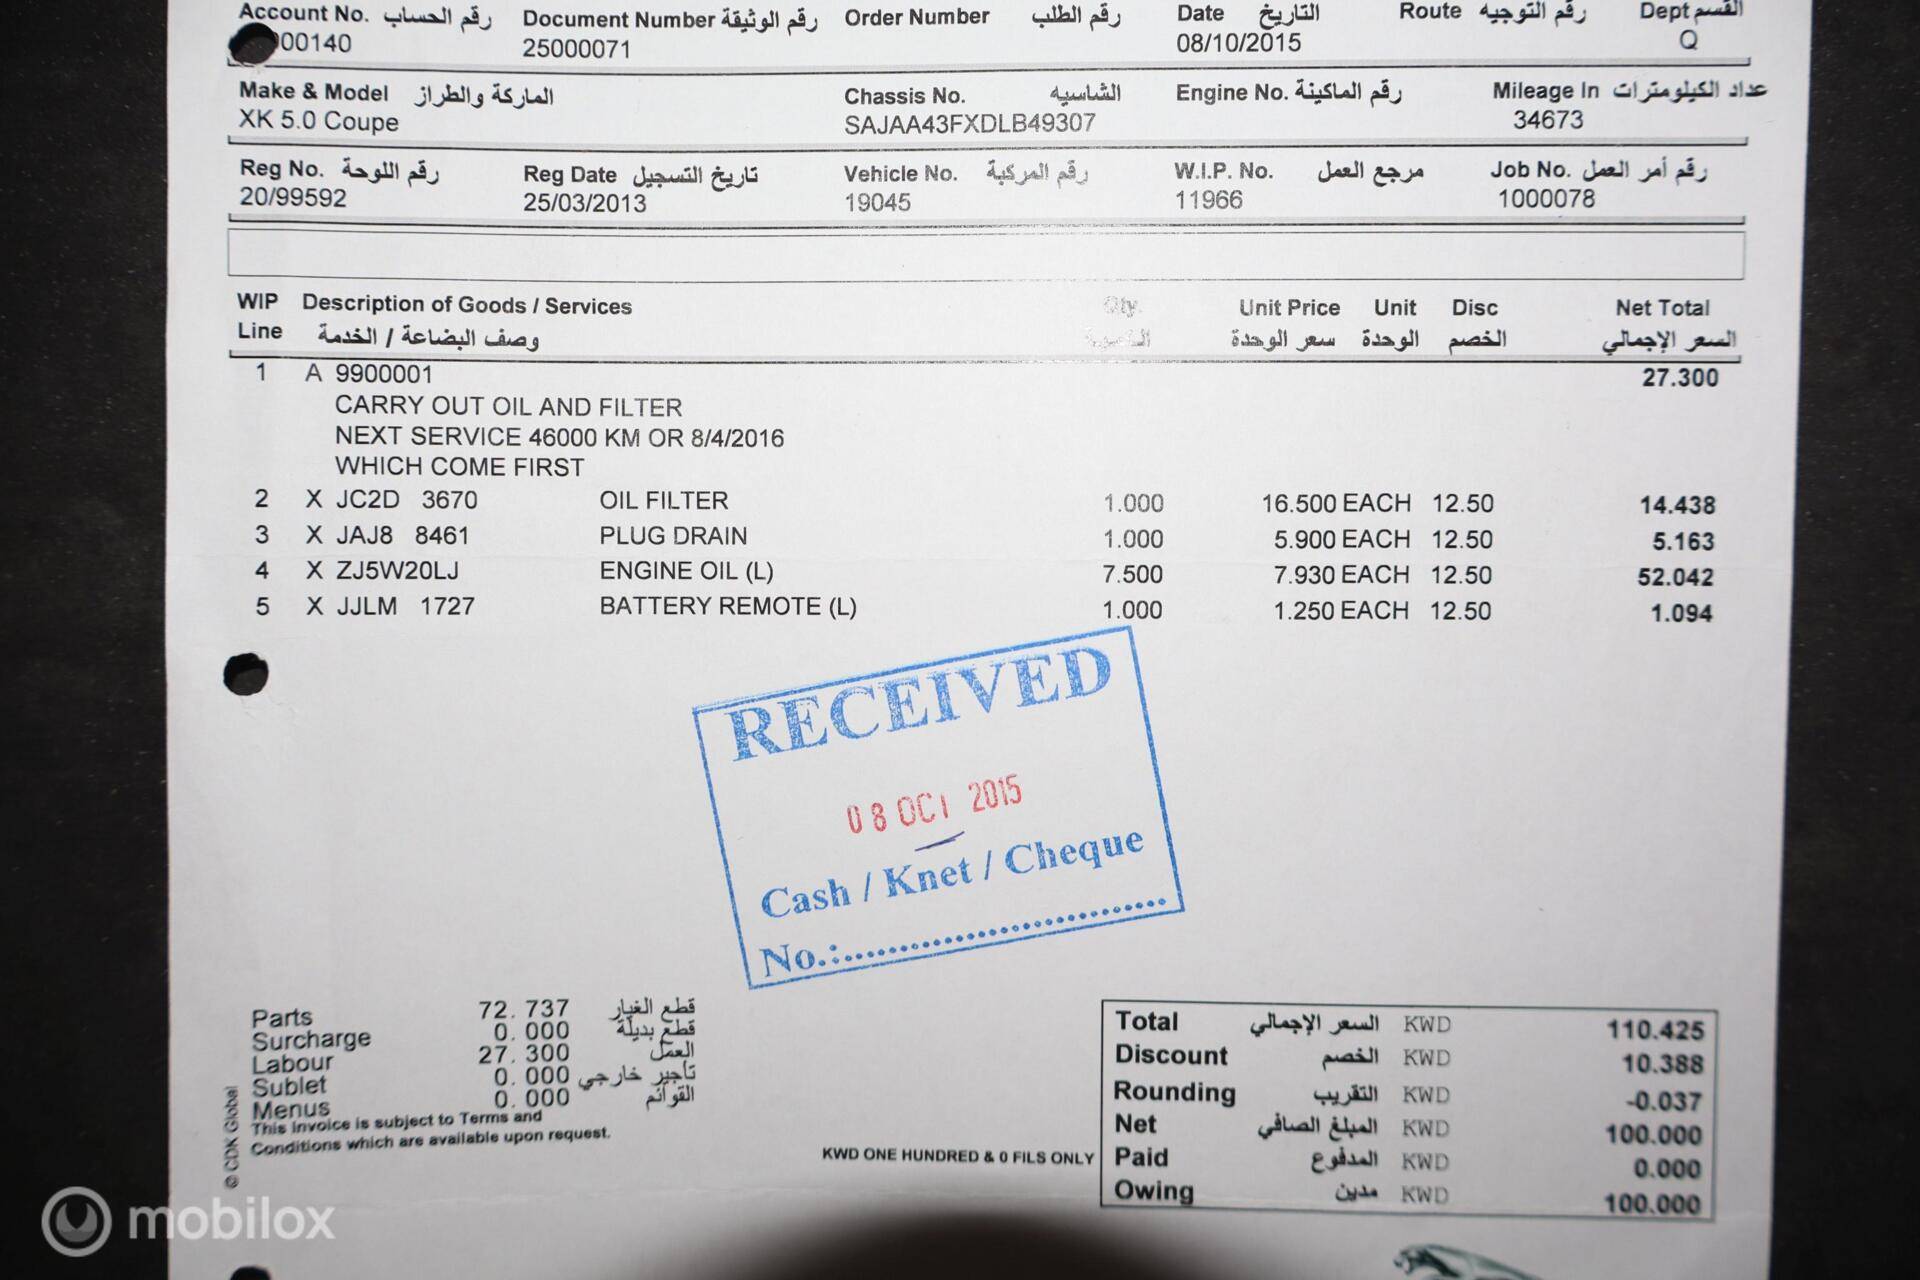 Account No. رقم الحساب Document Number رقم الوثيقة Order Number رقم الطلب Date التاريخ Route رقم التوجيه Dept القسم
00140 25000071 08/10/2015 Q
Make & Model الماركة والطراز Chassis No. الشاسيه Engine No. رقم الماكينة Mileage In عداد الكيلومترات
XK 5.0 Coupe SAJAA43FXDLB49307 34673
Reg No. رقم اللوحة Reg Date تاريخ التسجيل Vehicle No. رقم المركبة W.I.P. No. مرجع العمل Job No. رقم أمر العمل
20/99592 25/03/2013 19045 11966 1000078
WIP Description of Goods / Services Qty. Unit Price Unit Disc Net Total
Line وصف البضاعة / الخدمة سعر الوحدة الوحدة الخصم السعر الإجمالي
1 A 9900001 27.300
CARRY OUT OIL AND FILTER
NEXT SERVICE 46000 KM OR 8/4/2016
WHICH COME FIRST
2 X JC2D 3670 OIL FILTER 1.000 16.500 EACH 12.50 14.438
3 X JAJ8 8461 PLUG DRAIN 1.000 5.900 EACH 12.50 5.163
4 X ZJ5W20LJ ENGINE OIL (L) 7.500 7.930 EACH 12.50 52.042
5 X JJLM 1727 BATTERY REMOTE (L) 1.000 1.250 EACH 12.50 1.094
RECEIVED
08 OCT 2015
Cash / Knet / Cheque
No.:
Parts 72.737 قطع الغيار
Surcharge 0.000 قطع بديلة
Labour 27.300 العمل
Sublet 0.000 تأجير خارجي
Menus 0.000 القوائم
This Invoice is subject to Terms and
Conditions which are available upon request.
© CDK Global
KWD ONE HUNDRED & 0 FILS ONLY
Total السعر الإجمالي KWD 110.425
Discount الخصم KWD 10.388
Rounding التقريب KWD -0.037
Net المبلغ الصافي KWD 100.000
Paid المدفوع KWD 0.000
Owing مدين KWD 100.000
mobilox